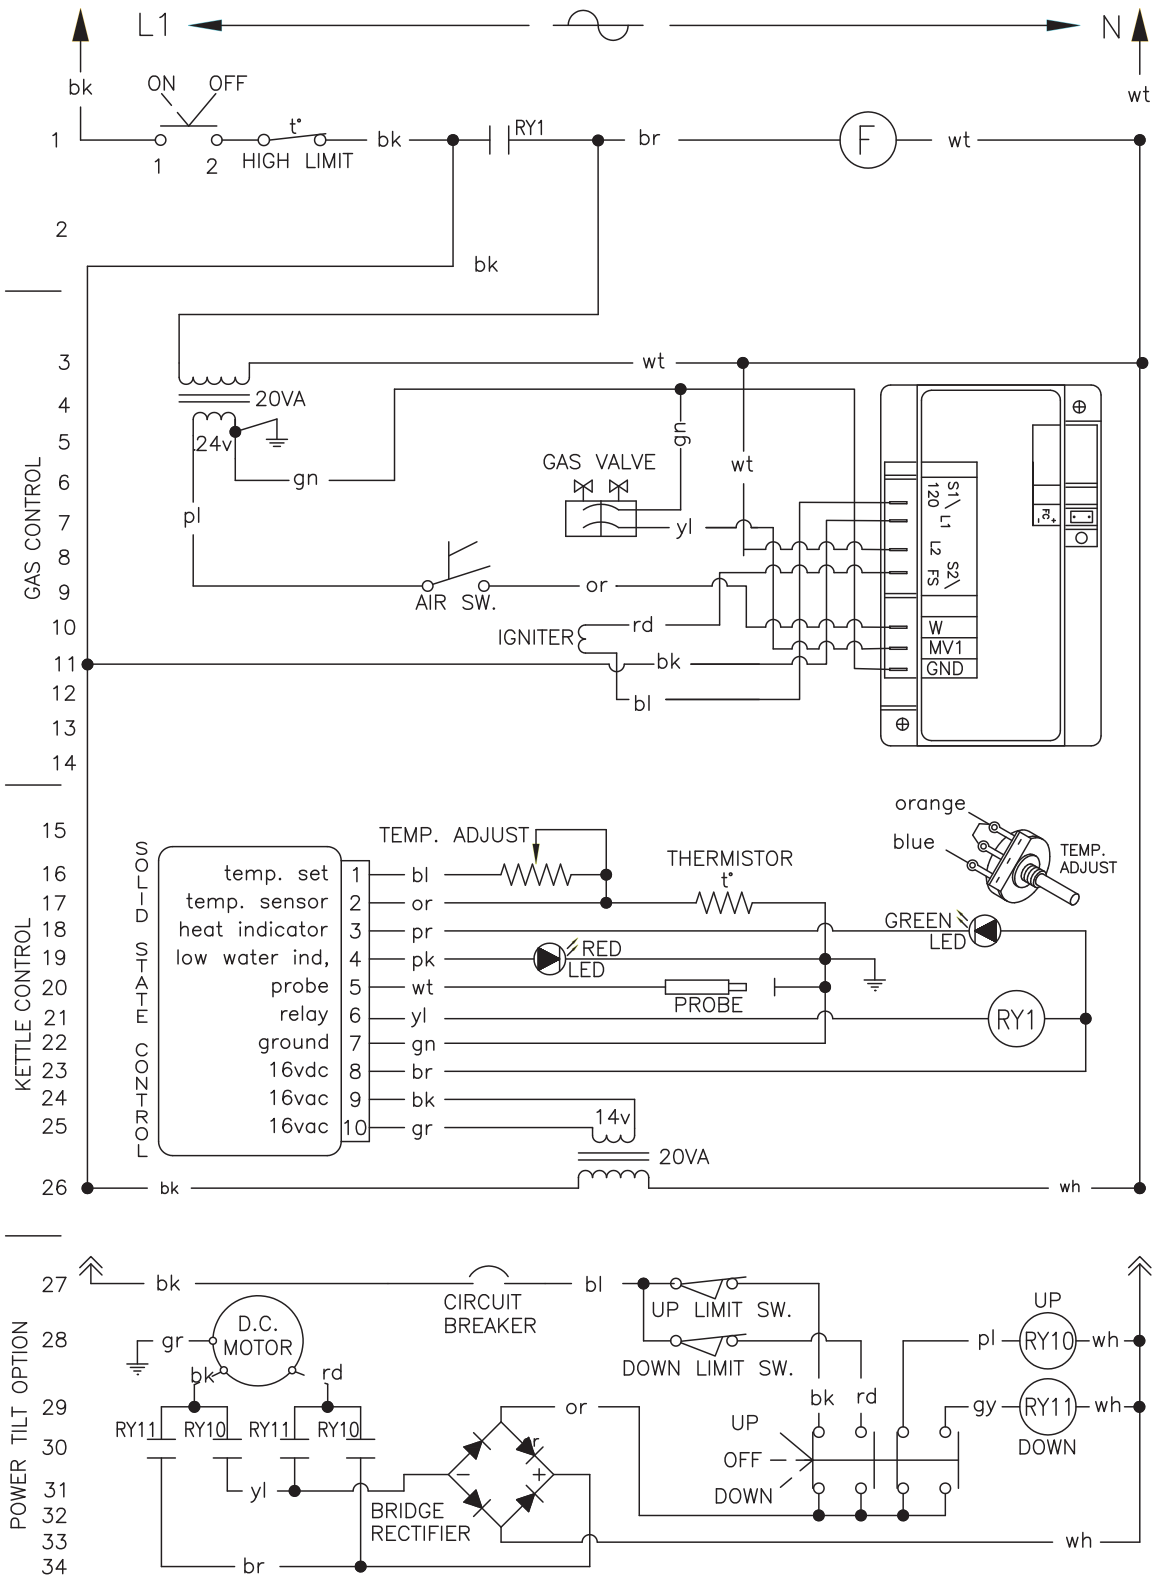 L1
N
bk
ON OFF
wt
1
1 2
t°
HIGH LIMIT
bk
RY1
br
F
wt
2
bk
GAS CONTROL
3
wt
4
20VA
5
24v
gn
GAS VALVE
wt
6
gn
7
pl
yl
8
9
AIR SW.
or
10
IGNITER
rd
11
bk
12
bl
13
14
S1\
120
L1
L2
S2\
FS
W
MV1
GND
FC
- +
KETTLE CONTROL
SOLID STATE CONTROL
15
TEMP. ADJUST
orange
blue
TEMP.
ADJUST
16
temp. set 1 bl
THERMISTOR
t°
17
temp. sensor 2 or
18
heat indicator 3 pr
GREEN
LED
19
low water ind, 4 pk
RED
LED
20
probe 5 wt
PROBE
21
relay 6 yl
RY1
22
ground 7 gn
23
16vdc 8 br
24
16vac 9 bk
14v
25
16vac 10 gr
20VA
26
bk
wh
POWER TILT OPTION
27
bk
CIRCUIT
BREAKER
bl
UP LIMIT SW.
28
gr
D.C.
MOTOR
DOWN LIMIT SW.
UP
pl
RY10
wh
bk
rd
bk
rd
29
or
gy
RY11
wh
DOWN
RY11
RY10
RY11
RY10
UP
OFF
DOWN
30
r
-
+
31
yl
32
BRIDGE
RECTIFIER
33
wh
34
br